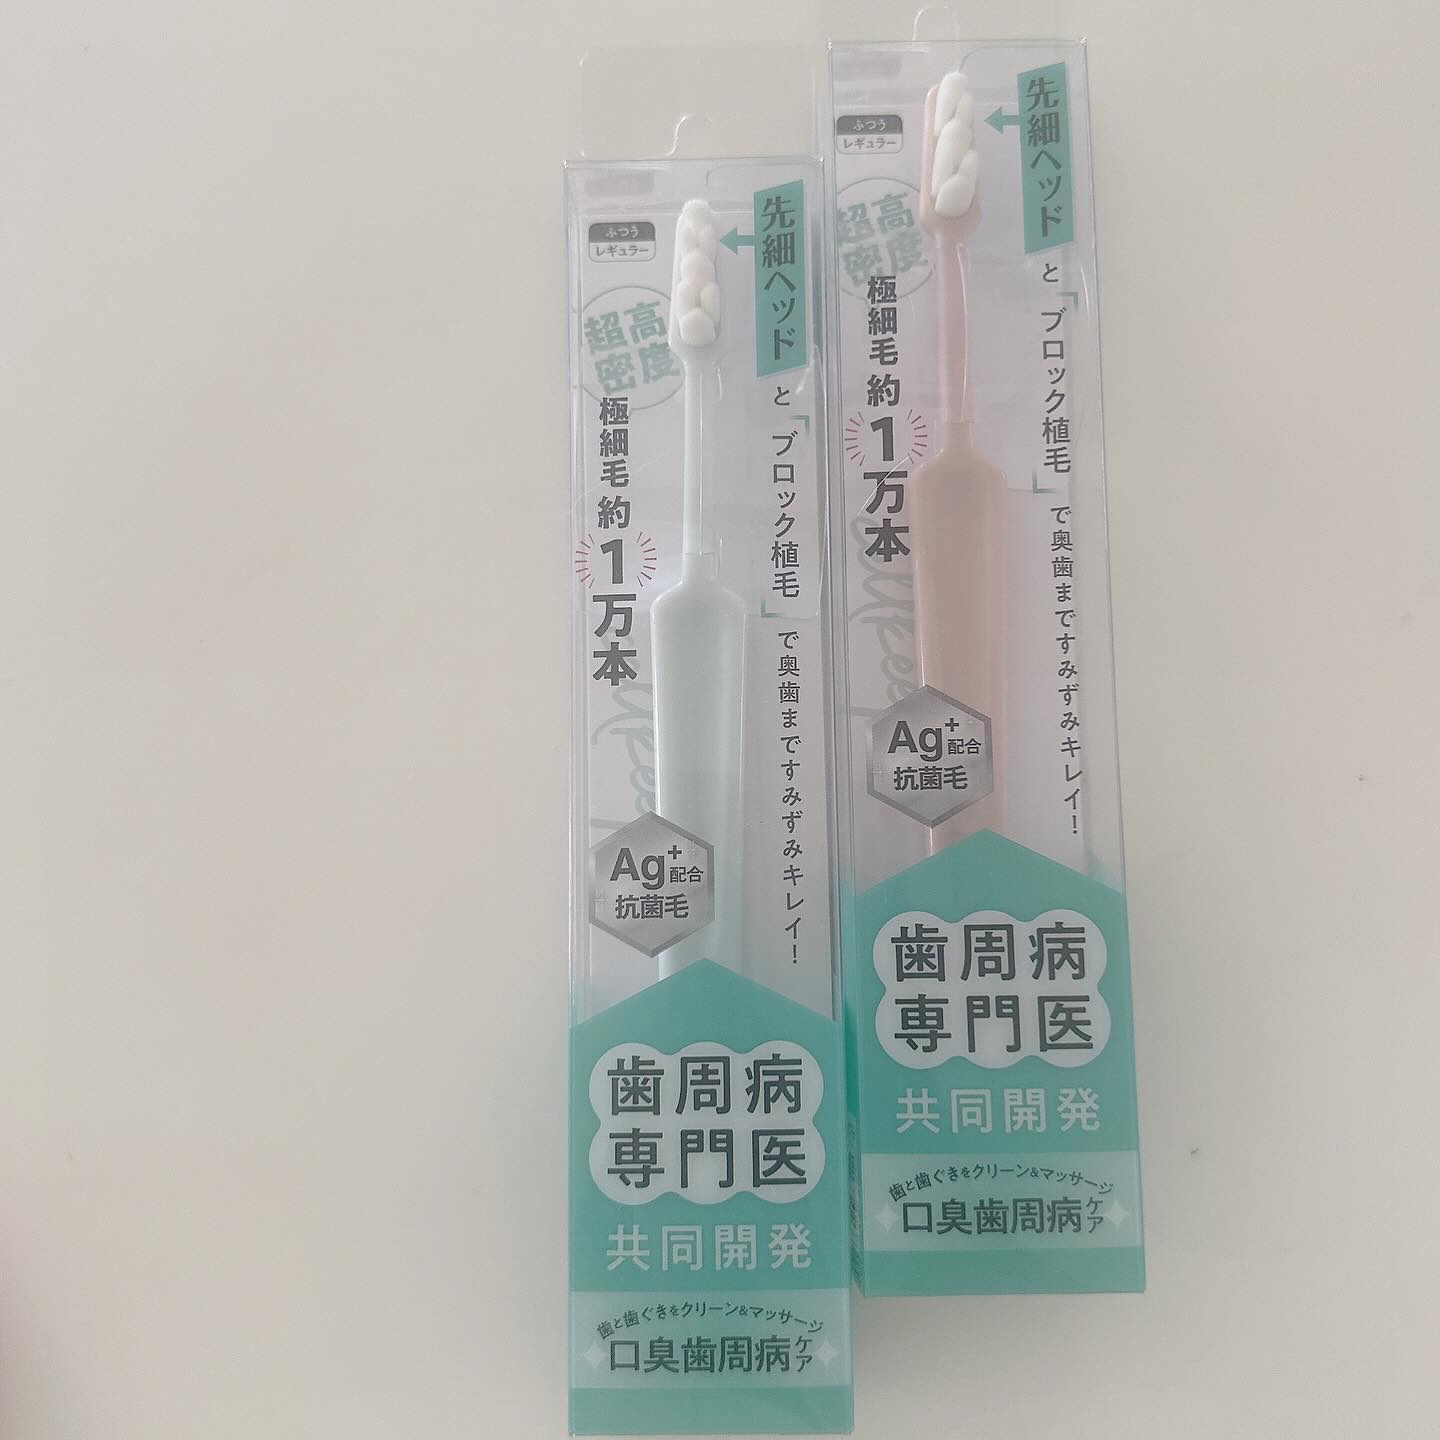 ふつう
レギュラー
超高
密度
極細毛約1万本
先細ヘッドと「ブロック植毛」で奥歯まですみずみキレイ!
Ag+配合
抗菌毛
歯周病
専門医
共同開発
歯と歯ぐきをクリーン&マッサージ
口臭歯周病ケア
ふつう
レギュラー
超高
密度
極細毛約1万本
先細ヘッドと「ブロック植毛」で奥歯まですみずみキレイ!
Ag+配合
抗菌毛
歯周病
専門医
共同開発
歯と歯ぐきをクリーン&マッサージ
口臭歯周病ケア